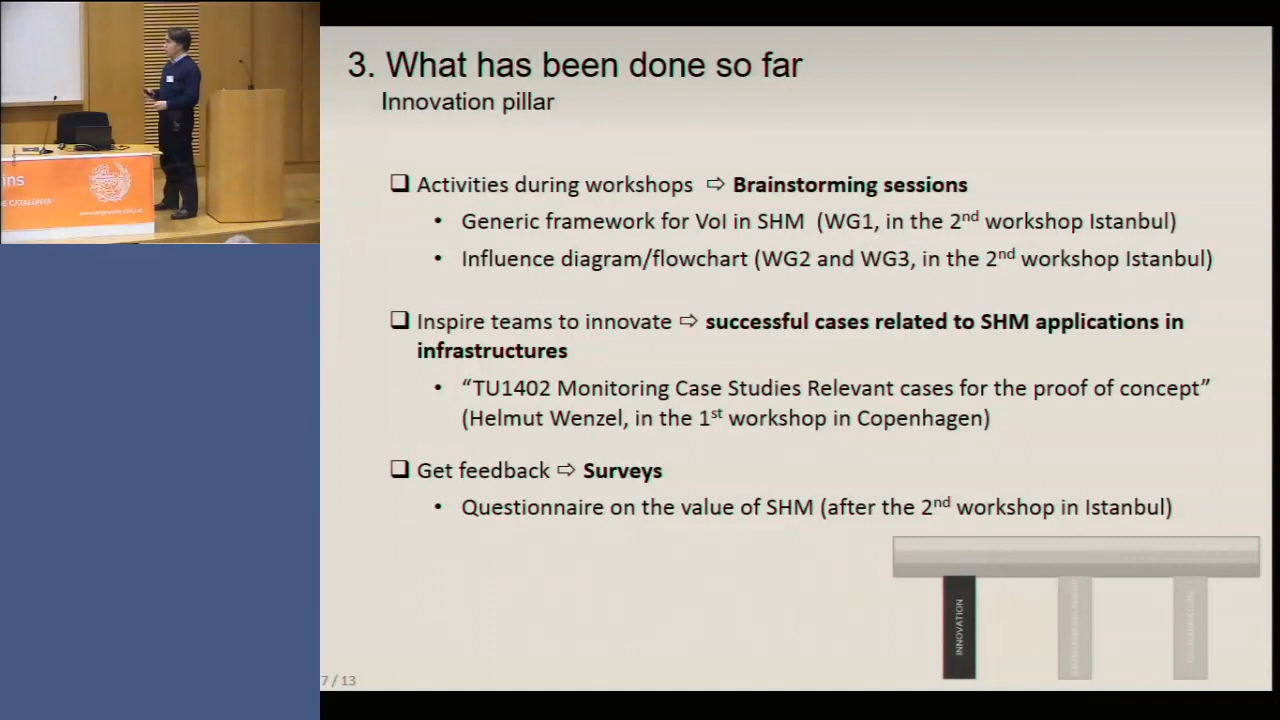 3. What has been done so far
Innovation pillar
Activities during workshops ⇨ Brainstorming sessions
• Generic framework for VoI in SHM (WG1, in the 2nd workshop Istanbul)
• Influence diagram/flowchart (WG2 and WG3, in the 2nd workshop Istanbul)
Inspire teams to innovate ⇨ successful cases related to SHM applications in
infrastructures
• “TU1402 Monitoring Case Studies Relevant cases for the proof of concept”
(Helmut Wenzel, in the 1st workshop in Copenhagen)
Get feedback ⇨ Surveys
• Questionnaire on the value of SHM (after the 2nd workshop in Istanbul)
INNOVATION
7 / 13
ins
DE CATALUNYA